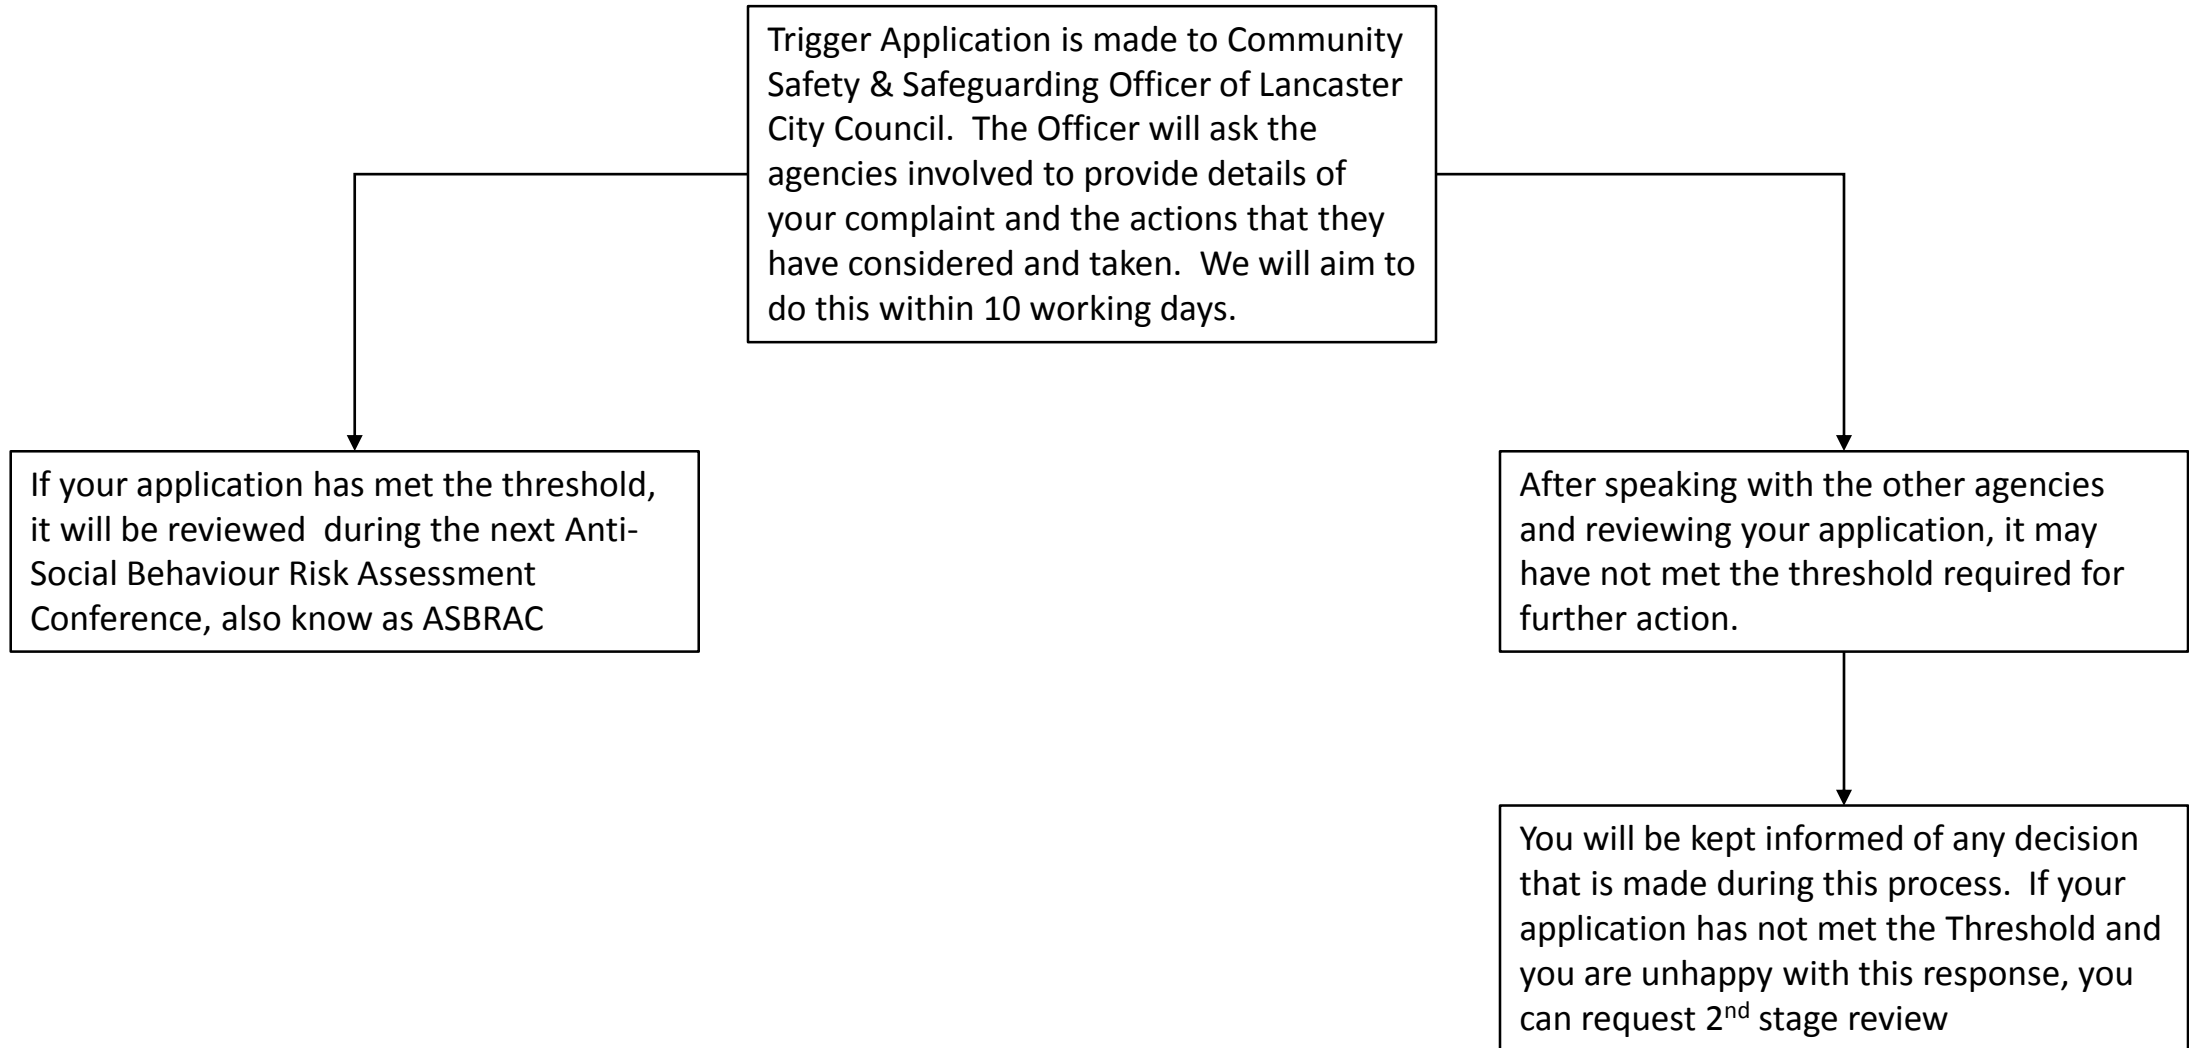 Trigger Application is made to Community
Safety & Safeguarding Officer of Lancaster
City Council.  The Officer will ask the
agencies involved to provide details of
your complaint and the actions that they
have considered and taken.  We will aim to
do this within 10 working days.
If your application has met the threshold,
it will be reviewed  during the next Anti-
Social Behaviour Risk Assessment
Conference, also know as ASBRAC
After speaking with the other agencies
and reviewing your application, it may
have not met the threshold required for
further action.
You will be kept informed of any decision
that is made during this process.  If your
application has not met the Threshold and
you are unhappy with this response, you
can request 2nd stage review